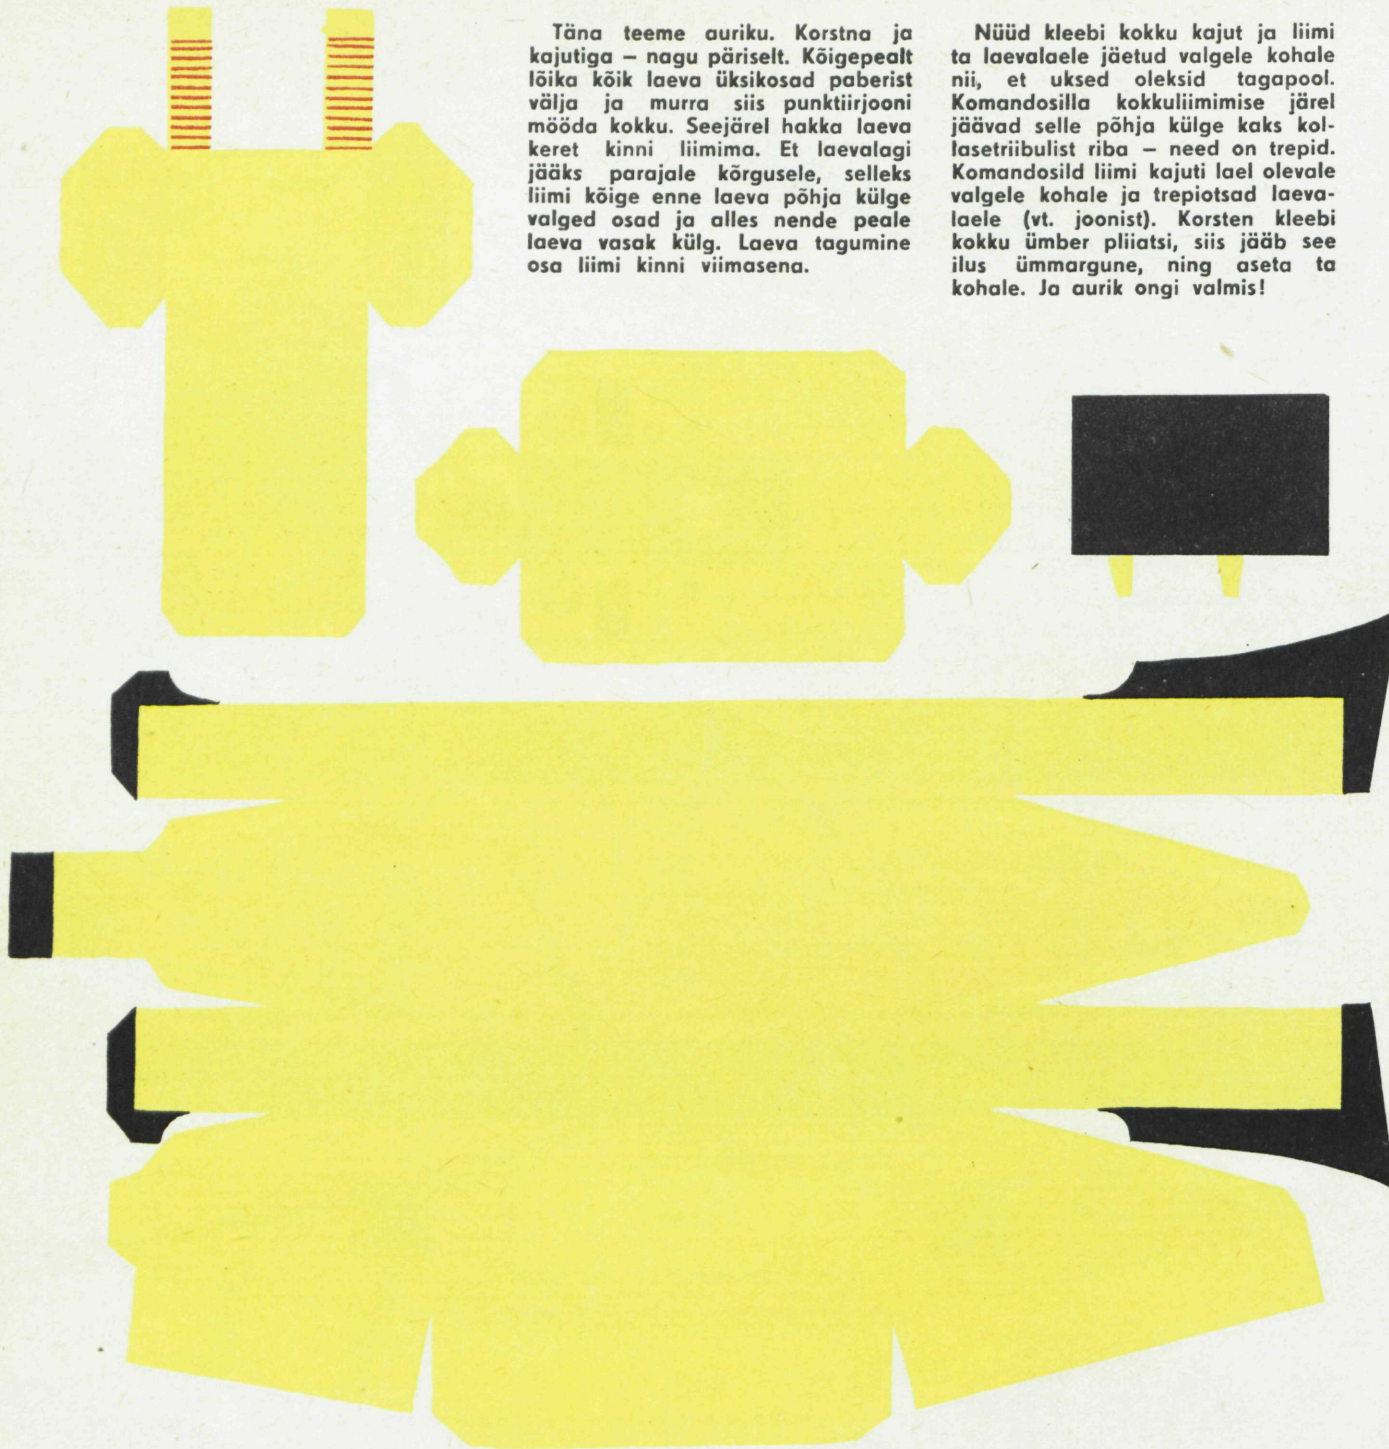 Täna teeme auriku. Korstna ja
kajutiga — nagu päriselt. Kõigepealt
lõika kõik laeva üksikosad paberist
välja ja murra siis punktiirjooni
mööda kokku. Seejärel hakka laeva
keret kinni liimima. Et laevalagi
jääks parajale kõrgusele, selleks
liimi kõige enne laeva põhja külge
valged osad ja alles nende peale
laeva vasak külg. Laeva tagumine
osa liimi kinni viimasena.
Nüüd kleebi kokku kajut ja liimi
ta laevalaele jäetud valgele kohale
nii, et uksed oleksid tagapool.
Komandosilla kokkuliimimise järel
jäävad selle põhja külge kaks kol-
lasetriibulist riba — need on trepid.
Komandosild liimi kajuti lael olevale
valgele kohale ja trepiotsad laeva-
laele (vt. joonist). Korsten kleebi
kokku ümber pliiatsi, siis jääb see
ilus ümmargune, ning aseta ta
kohale. Ja aurik ongi valmis!